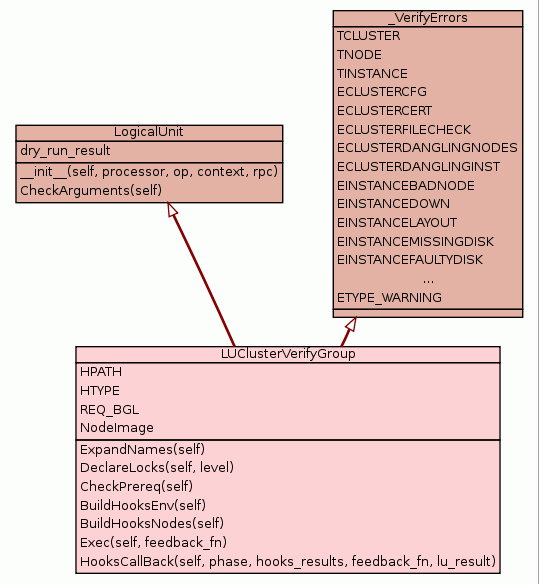 _VerifyErrors
TCLUSTER
TNODE
TINSTANCE
ECLUSTERCFG
ECLUSTERCERT
ECLUSTERFILECHECK
ECLUSTERDANGLINGNODES
ECLUSTERDANGLINGINST
EINSTANCEBADNODE
EINSTANCEDOWN
EINSTANCELAYOUT
EINSTANCEMISSINGDISK
EINSTANCEFAULTYDISK
...
ETYPE_WARNING
LogicalUnit
dry_run_result
__init__(self, processor, op, context, rpc)
CheckArguments(self)
LUClusterVerifyGroup
HPATH
HTYPE
REQ_BGL
NodeImage
ExpandNames(self)
DeclareLocks(self, level)
CheckPrereq(self)
BuildHooksEnv(self)
BuildHooksNodes(self)
Exec(self, feedback_fn)
HooksCallBack(self, phase, hooks_results, feedback_fn, lu_result)